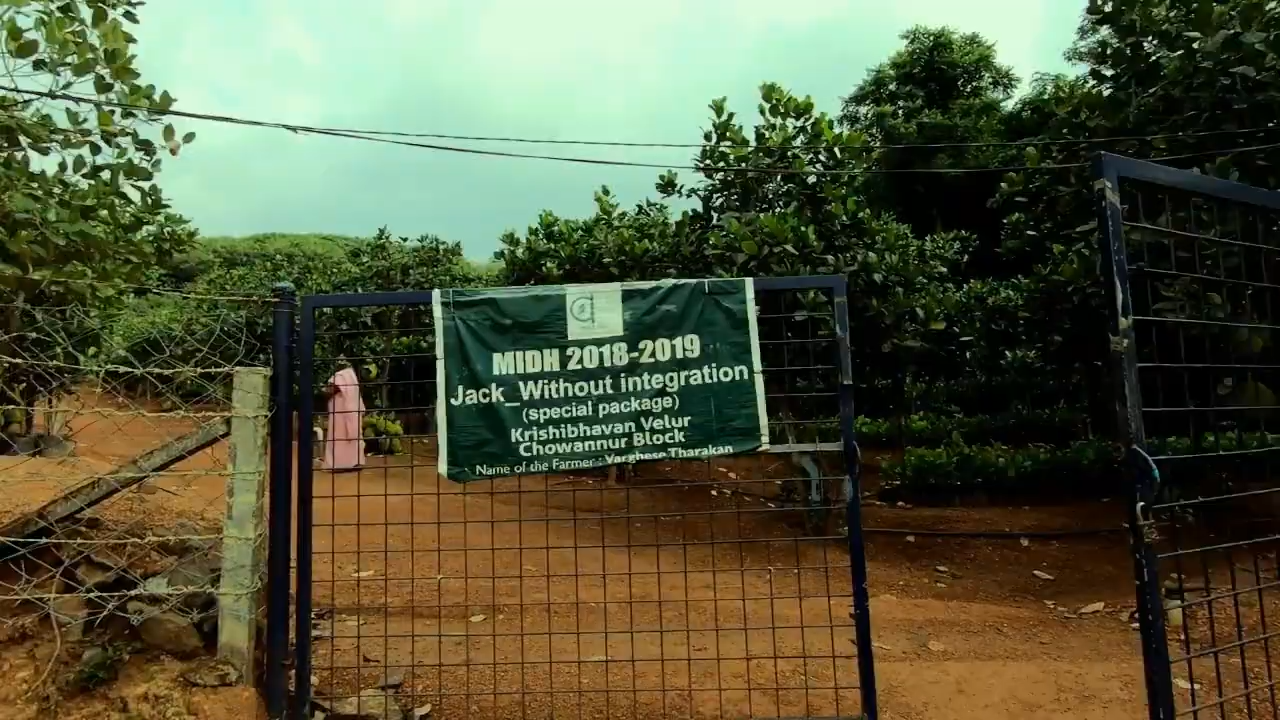 MIDH 2018-2019
Jack_Without integration
(special package)
Krishibhavan Velur
Chowannur Block
Name of the Farmer : Varghese Tharakan